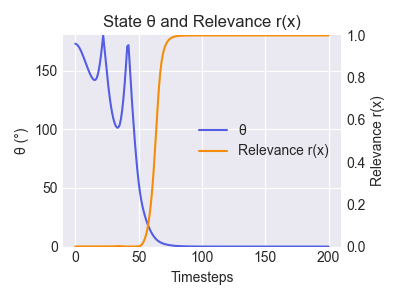 State θ and Relevance r(x)
θ (°)
150
100
50
0
θ
Relevance r(x)
1.0
0.8
0.6
0.4
0.2
0.0
Relevance r(x)
0 50 100 150 200
Timesteps